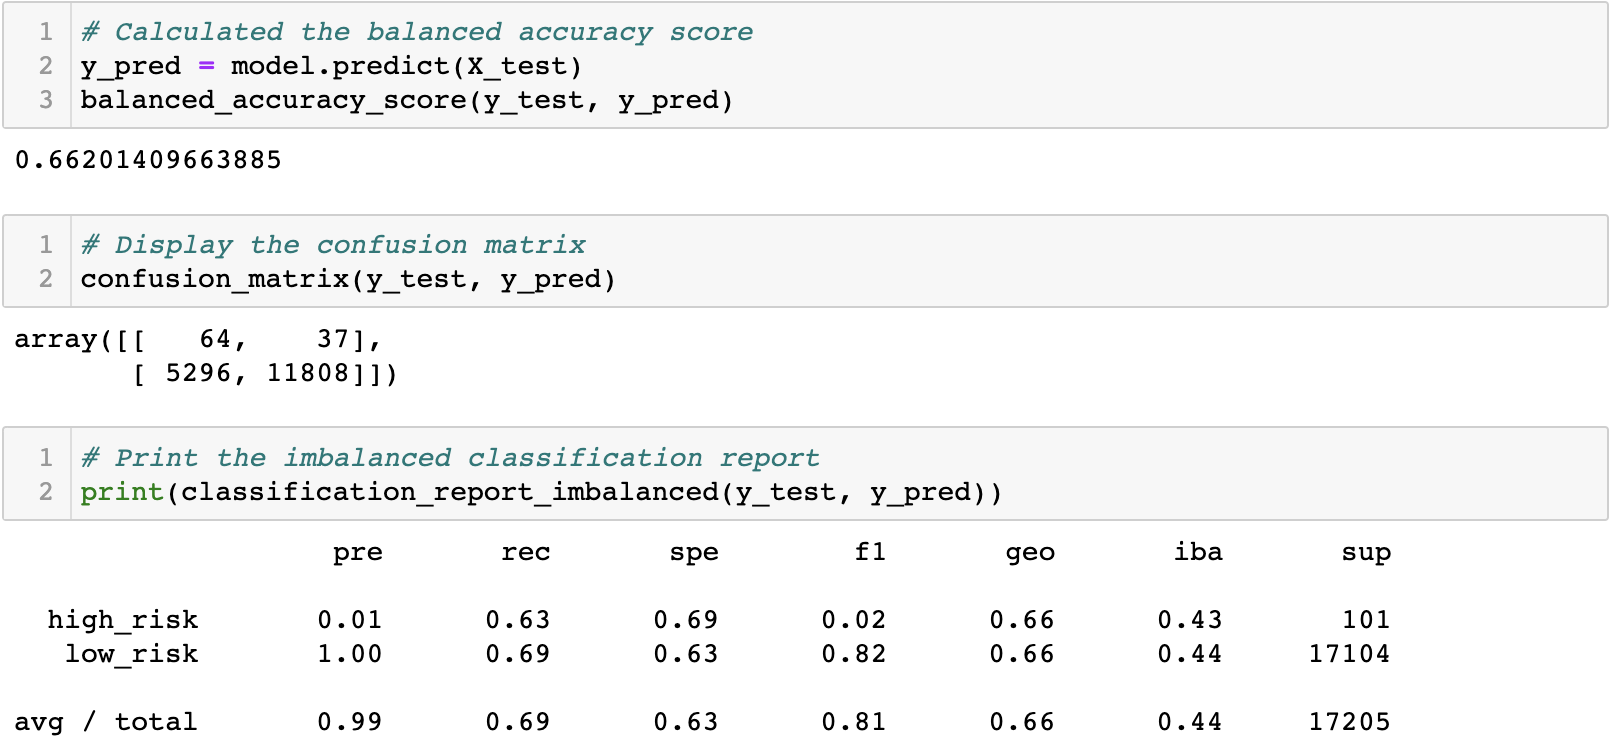 1 # Calculated the balanced accuracy score
2 y_pred = model.predict(X_test)
3 balanced_accuracy_score(y_test, y_pred)
0.66201409663885
1 # Display the confusion matrix
2 confusion_matrix(y_test, y_pred)
array([[   64,    37],
       [ 5296, 11808]])
1 # Print the imbalanced classification report
2 print(classification_report_imbalanced(y_test, y_pred))
                   pre       rec       spe        f1       geo       iba       sup
  high_risk       0.01      0.63      0.69      0.02      0.66      0.43       101
   low_risk       1.00      0.69      0.63      0.82      0.66      0.44     17104
avg / total       0.99      0.69      0.63      0.81      0.66      0.44     17205